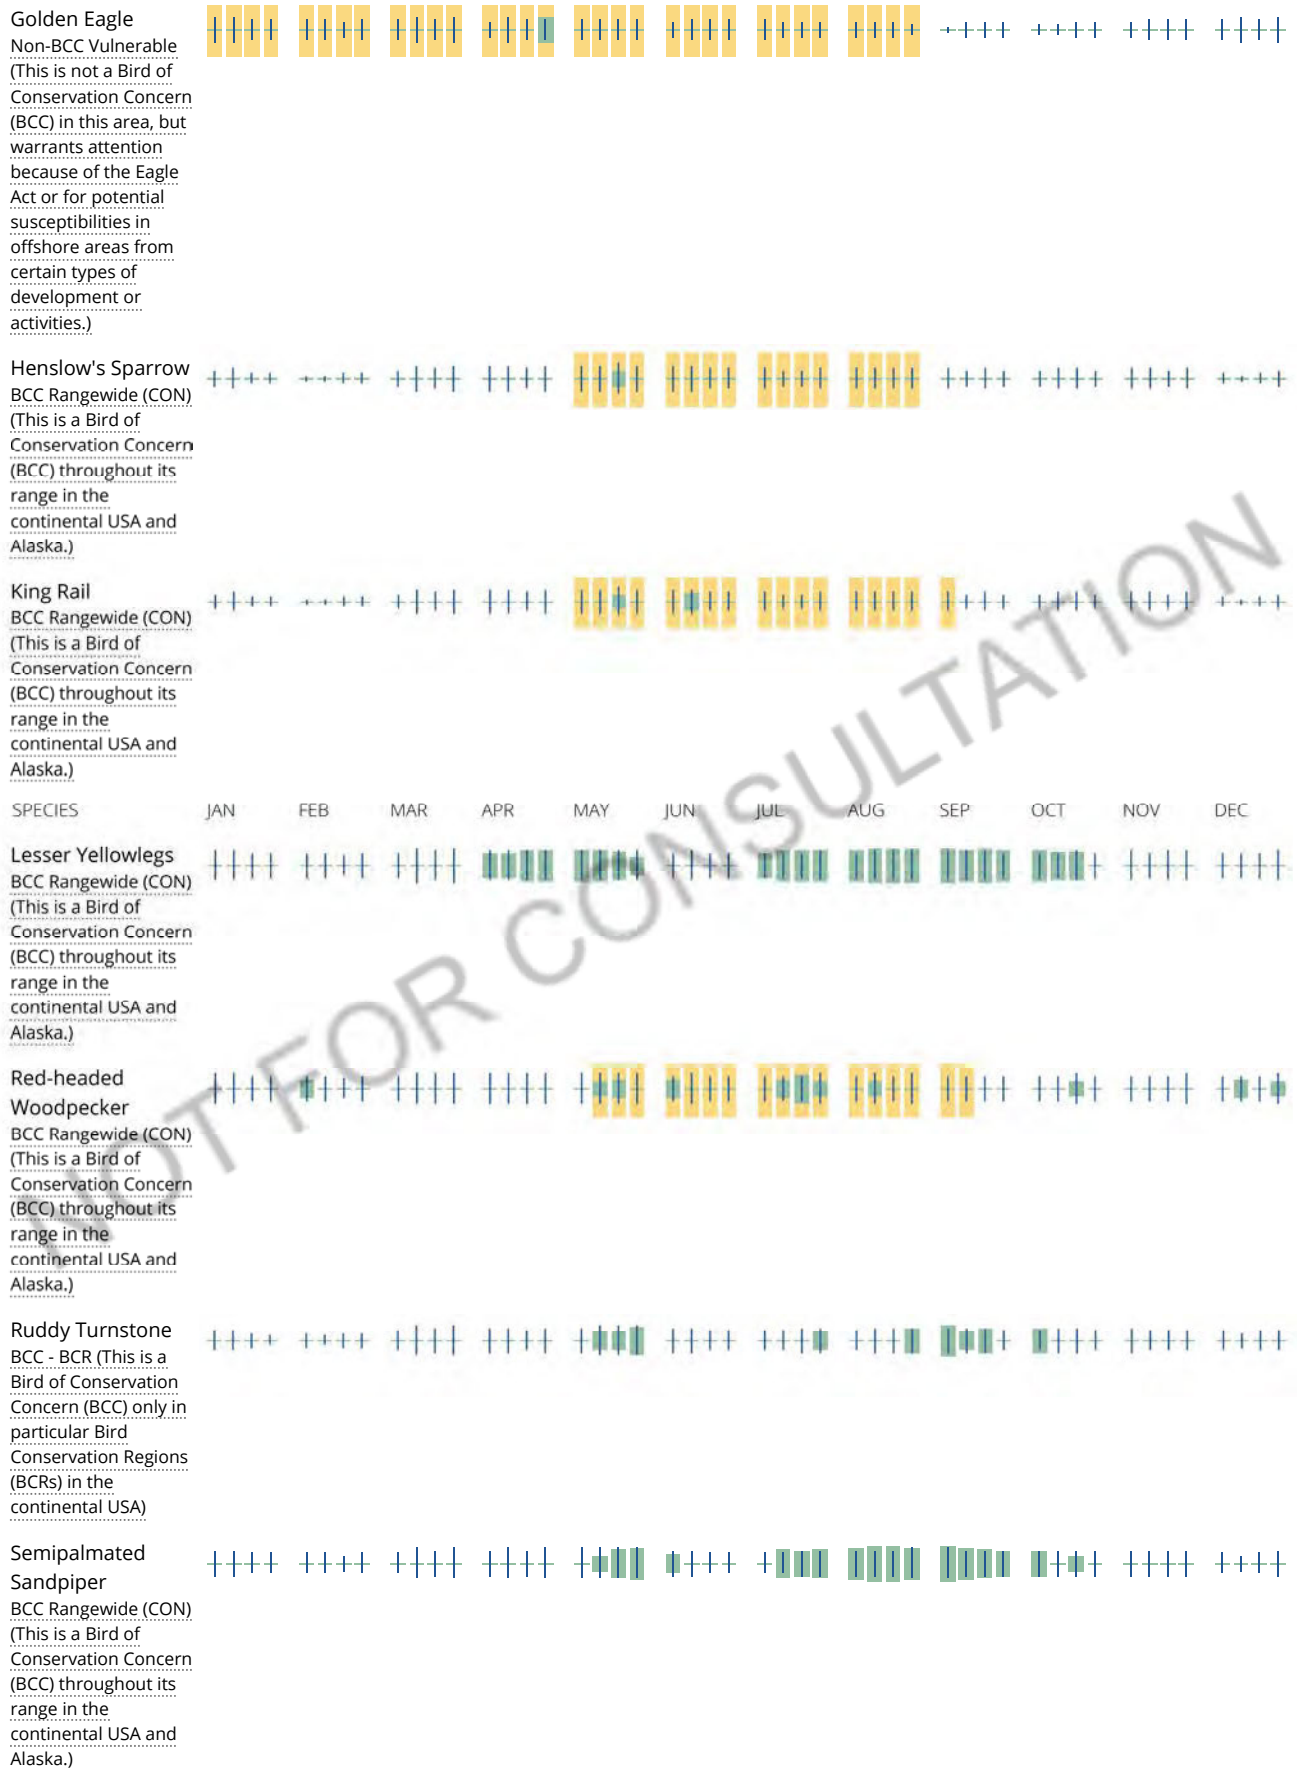 Golden Eagle
Non-BCC Vulnerable
(This is not a Bird of
Conservation Concern
(BCC) in this area, but
warrants attention
because of the Eagle
Act or for potential
susceptibilities in
offshore areas from
certain types of
development or
activities.)
Henslow's Sparrow
BCC Rangewide (CON)
(This is a Bird of
Conservation Concern
(BCC) throughout its
range in the
continental USA and
Alaska.)
King Rail
BCC Rangewide (CON)
(This is a Bird of
Conservation Concern
(BCC) throughout its
range in the
continental USA and
Alaska.)
SPECIES JAN FEB MAR APR MAY JUN JUL AUG SEP OCT NOV DEC
Lesser Yellowlegs
BCC Rangewide (CON)
(This is a Bird of
Conservation Concern
(BCC) throughout its
range in the
continental USA and
Alaska.)
Red-headed
Woodpecker
BCC Rangewide (CON)
(This is a Bird of
Conservation Concern
(BCC) throughout its
range in the
continental USA and
Alaska.)
Ruddy Turnstone
BCC - BCR (This is a
Bird of Conservation
Concern (BCC) only in
particular Bird
Conservation Regions
(BCRs) in the
continental USA)
Semipalmated
Sandpiper
BCC Rangewide (CON)
(This is a Bird of
Conservation Concern
(BCC) throughout its
range in the
continental USA and
Alaska.)
NOT FOR CONSULTATION